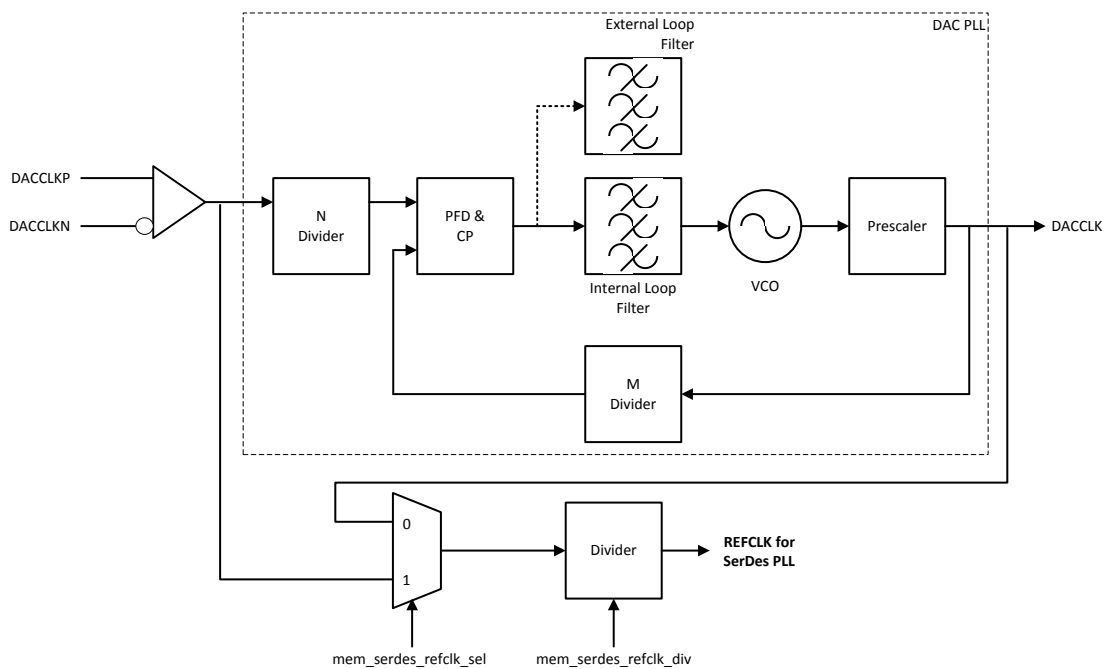 External Loop
Filter
DAC PLL
DACCLKP
DACCLKN
N
Divider
PFD &
CP
Internal Loop
Filter
VCO
Prescaler
DACCLK
M
Divider
0
1
Divider
REFCLK for
SerDes PLL
mem_serdes_refclk_sel
mem_serdes_refclk_div